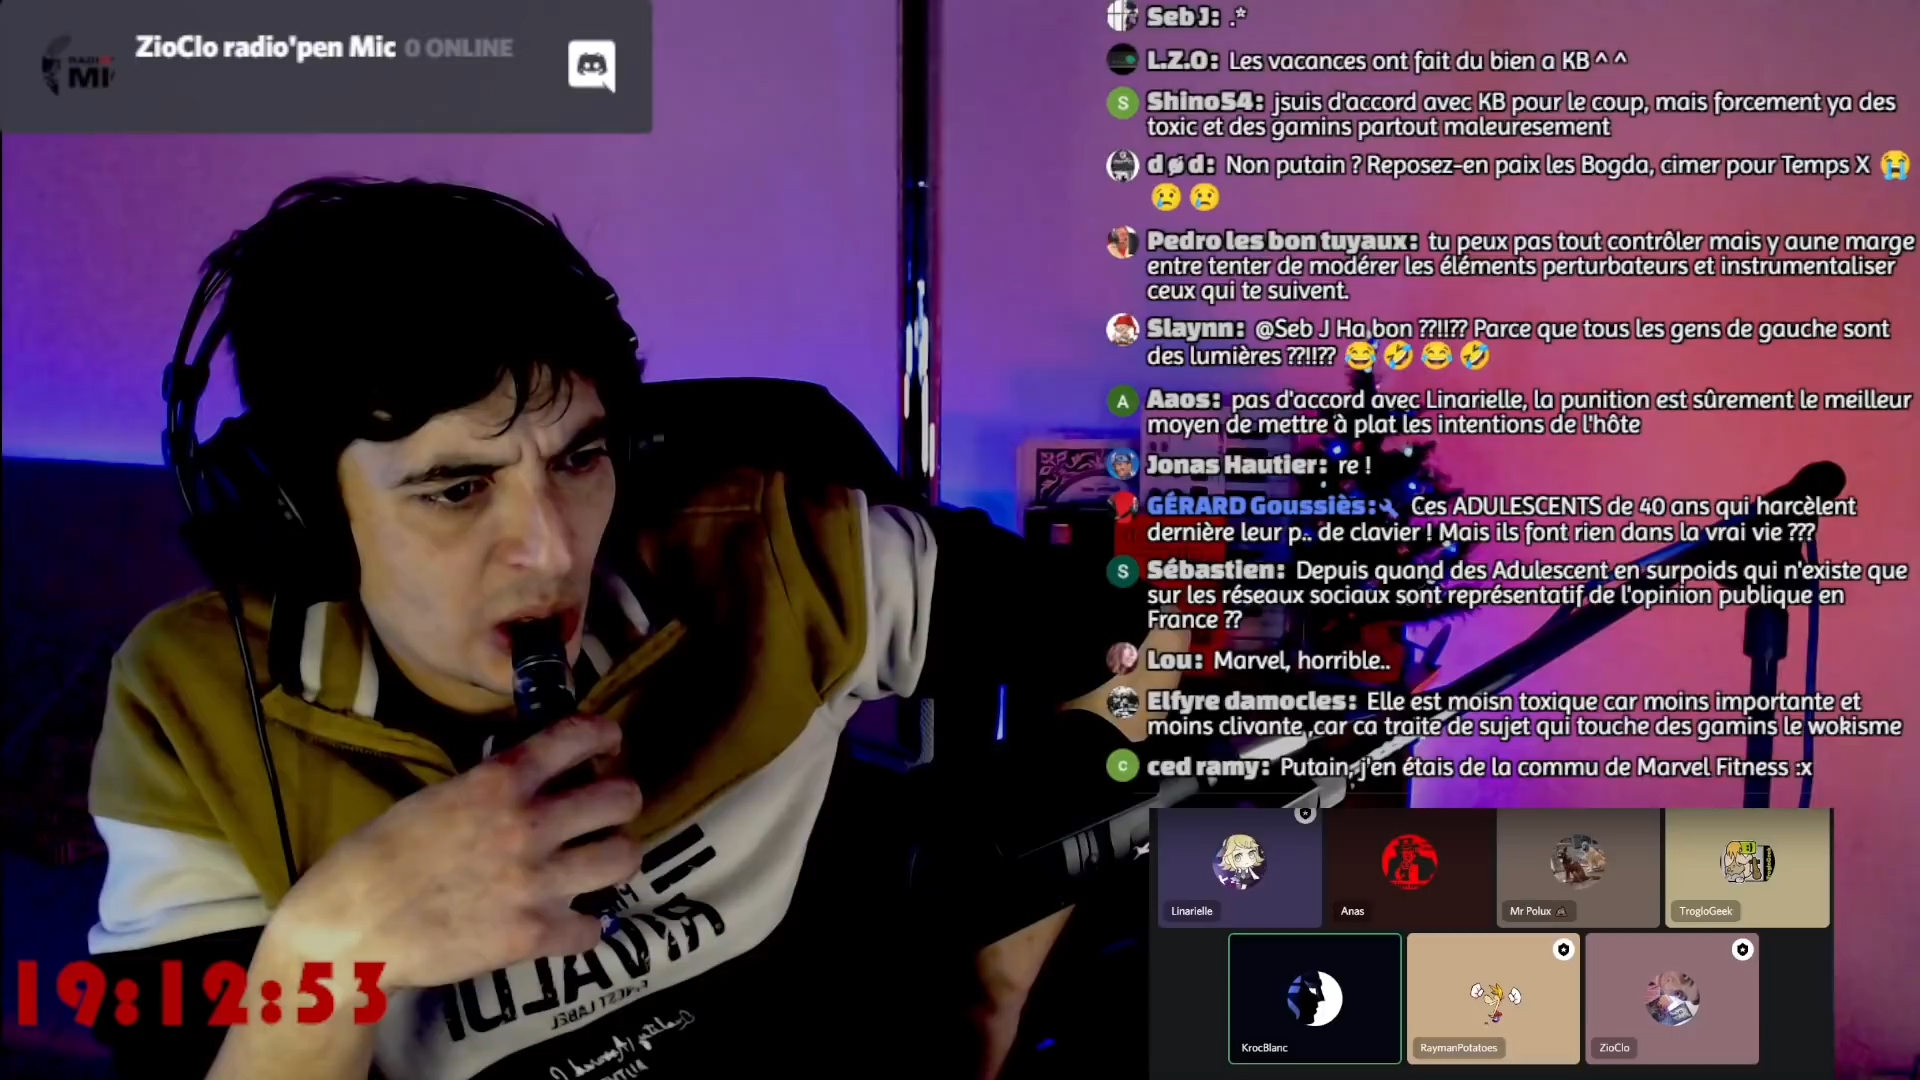 ZioClo radio'pen Mic 0 ONLINE
RADIO
MI
Seb J: .*
L.Z.O: Les vacances ont fait du bien a KB ^ ^
Shino54: jsuis d'accord avec KB pour le coup, mais forcement ya des
toxic et des gamins partout maleuresement
død: Non putain ? Reposez-en paix les Bogda, cimer pour Temps X 😭
😢 😢
Pedro les bon tuyaux: tu peux pas tout contrôler mais y aune marge
entre tenter de modérer les éléments perturbateurs et instrumentaliser
ceux qui te suivent.
Slaynn: @Seb J Ha bon ??!!?? Parce que tous les gens de gauche sont
des lumières ??!!?? 😂 🤣 😂 🤣
A Aaos: pas d'accord avec Linarielle, la punition est sûrement le meilleur
moyen de mettre à plat les intentions de l'hôte
Jonas Hautier: re !
GÉRARD Goussiès: Ces ADULESCENTS de 40 ans qui harcèlent
dernière leur p.. de clavier ! Mais ils font rien dans la vrai vie ???
S Sébastien: Depuis quand des Adulescent en surpoids qui n'existe que
sur les réseaux sociaux sont représentatif de l'opinion publique en
France ??
Lou: Marvel, horrible..
Elfyre damocles: Elle est moisn toxique car moins importante et
moins clivante ,car ca traite de sujet qui touche des gamins le wokisme
c ced ramy: Putain, j'en étais de la commu de Marvel Fitness :x
Linarielle
Anas
Mr Polux
TrogloGeek
KrocBlanc
RaymanPotatoes
ZioClo
19:12:53